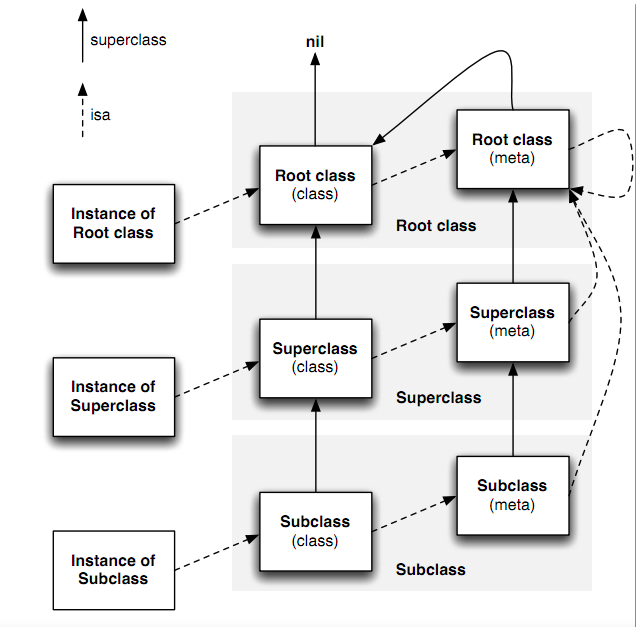 superclass
nil
isa
Root class
(meta)
Root class
(class)
Instance of
Root class
Root class
Superclass
(meta)
Superclass
(class)
Instance of
Superclass
Superclass
Subclass
(meta)
Subclass
(class)
Instance of
Subclass
Subclass